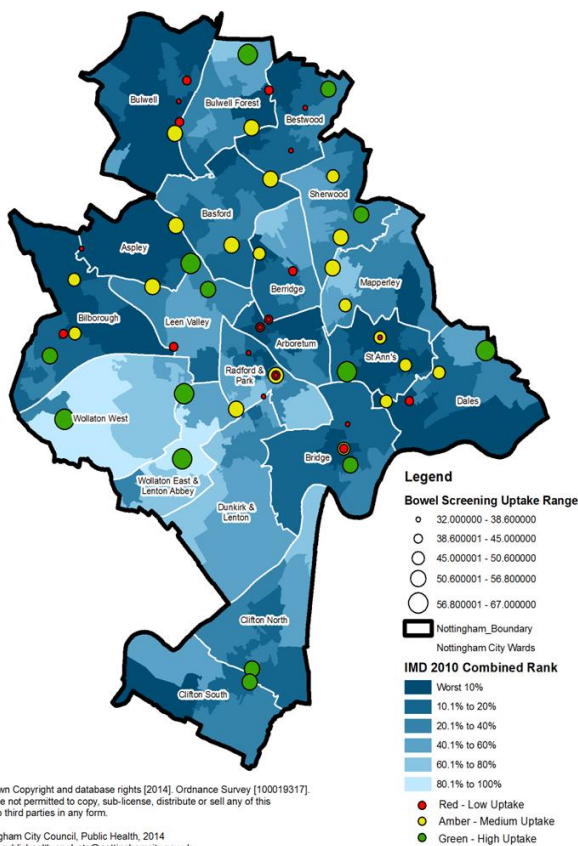 Bulwell
Bulwell Forest
Bestwood
Sherwood
Basford
Aspley
Mapperley
Berridge
Bilborough
Leen Valley
Arboretum
St Ann's
Radford &
Park
Dales
Wollaton West
Bridge
Wollaton East &
Lenton Abbey
Dunkirk &
Lenton
Clifton North
Clifton South
Legend
Bowel Screening Uptake Range
32.000000 - 38.600000
38.600001 - 45.000000
45.000001 - 50.600000
50.600001 - 56.800000
56.800001 - 67.000000
Nottingham_Boundary
Nottingham City Wards
IMD 2010 Combined Rank
Worst 10%
10.1% to 20%
20.1% to 40%
40.1% to 60%
60.1% to 80%
80.1% to 100%
Red - Low Uptake
Amber - Medium Uptake
Green - High Uptake
wn Copyright and database rights [2014]. Ordnance Survey [100019317].
e not permitted to copy, sub-license, distribute or sell any of this
o third parties in any form.
gham City Council, Public Health, 2014